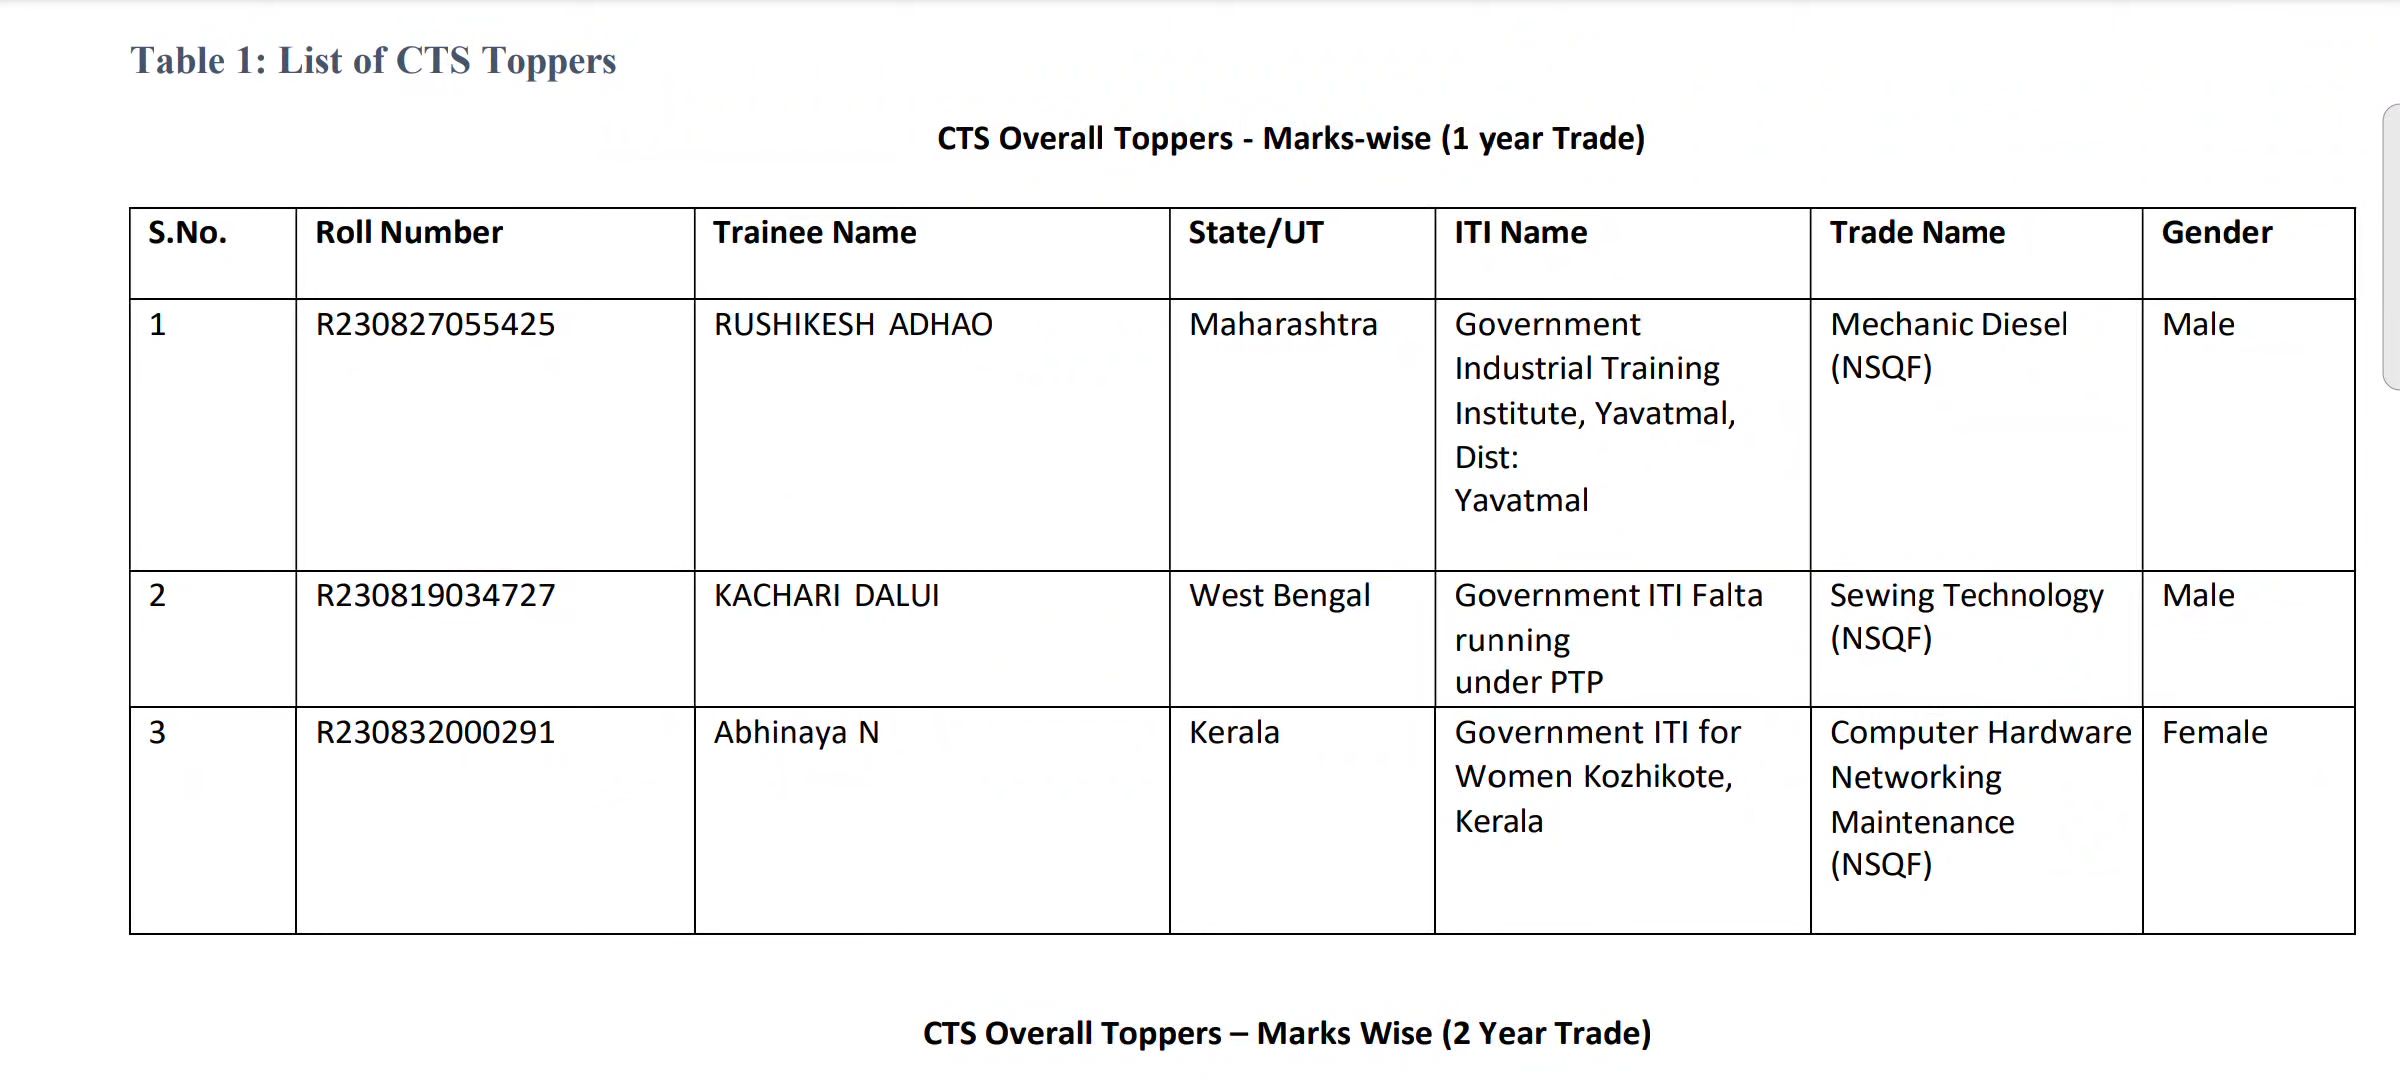 Table 1: List of CTS Toppers
CTS Overall Toppers - Marks-wise (1 year Trade)
S.No. Roll Number Trainee Name State/UT ITI Name Trade Name Gender
1 R230827055425 RUSHIKESH ADHAO Maharashtra Government Mechanic Diesel Male
Industrial Training (NSQF)
Institute, Yavatmal,
Dist:
Yavatmal
2 R230819034727 KACHARI DALUI West Bengal Government ITI Falta Sewing Technology Male
running (NSQF)
under PTP
3 R230832000291 Abhinaya N Kerala Government ITI for Computer Hardware Female
Women Kozhikote, Networking
Kerala Maintenance
(NSQF)
CTS Overall Toppers – Marks Wise (2 Year Trade)